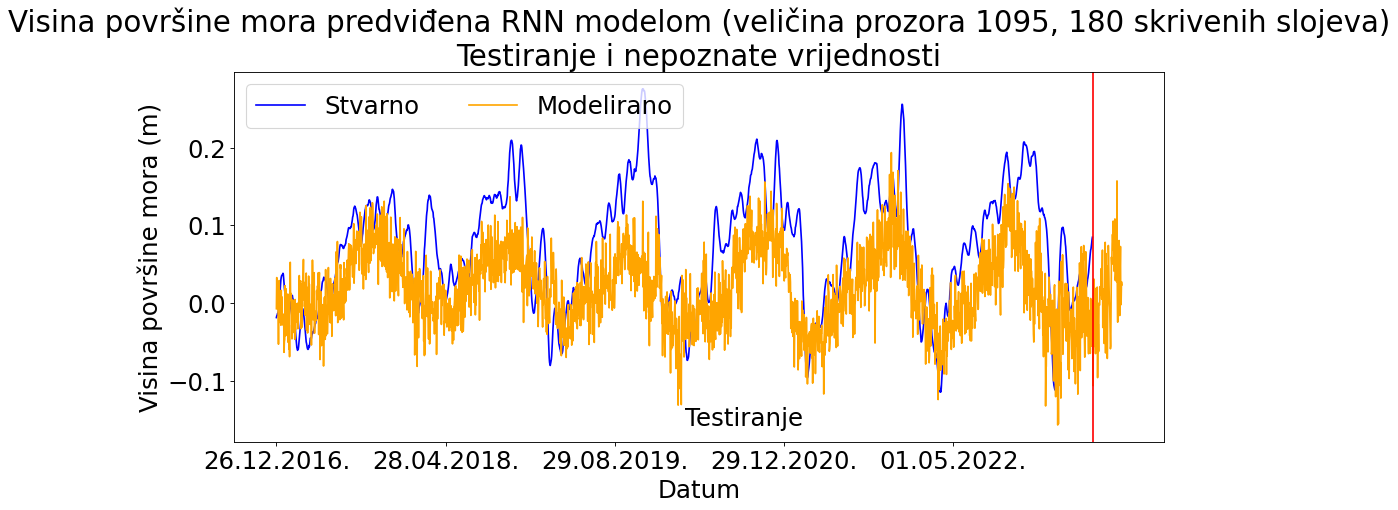 Visina površine mora predviđena RNN modelom (veličina prozora 1095, 180 skrivenih slojeva)
Testiranje i nepoznate vrijednosti
Stvarno
Modelirano
Visina površine mora (m)
0.2
0.1
0.0
−0.1
Testiranje
26.12.2016.
28.04.2018.
29.08.2019.
29.12.2020.
01.05.2022.
Datum